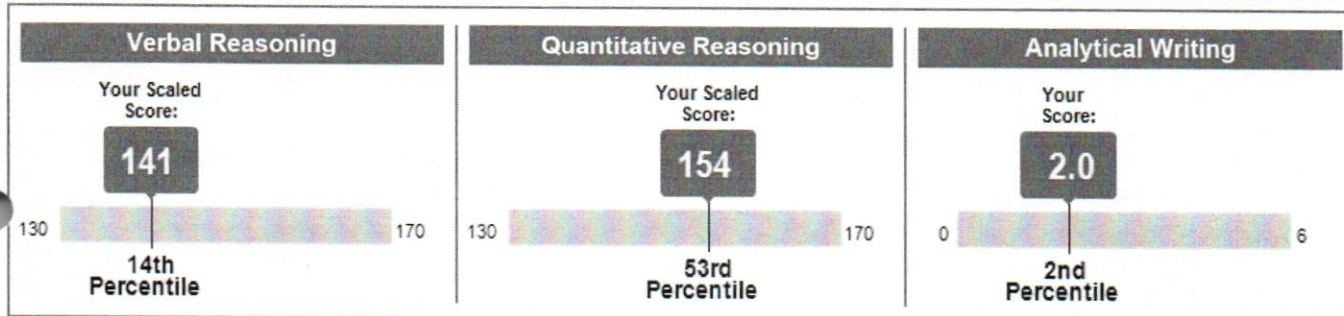 Verbal Reasoning
Your Scaled
Score:
141
130
170
14th
Percentile
Quantitative Reasoning
Your Scaled
Score:
154
130
170
53rd
Percentile
Analytical Writing
Your
Score:
2.0
0
6
2nd
Percentile